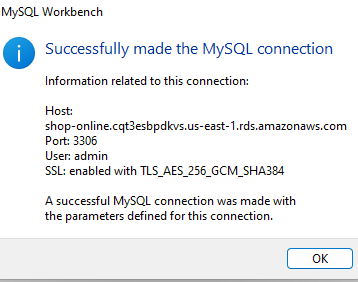 MySQL Workbench
Successfully made the MySQL connection
Information related to this connection:
Host:
shop-online.cqt3esbpdkvs.us-east-1.rds.amazonaws.com
Port: 3306
User: admin
SSL: enabled with TLS_AES_256_GCM_SHA384
A successful MySQL connection was made with
the parameters defined for this connection.
OK